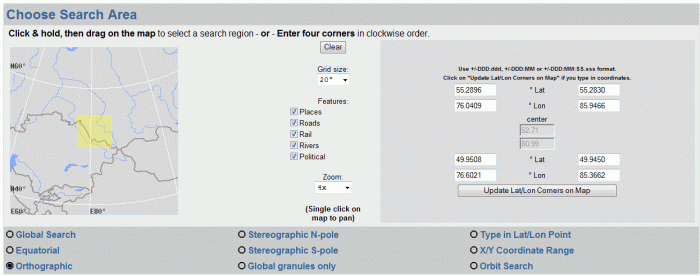 Choose Search Area
Click & hold, then drag on the map to select a search region - or - Enter four corners in clockwise order.
Clear
Grid size:
20°
Features:
Places
Roads
Rail
Rivers
Political
Zoom:
4x
(Single click on
map to pan)
N60°
N40°
E60°
E80°
Use +/-DDD.ddd, +/-DDD:MM or +/-DDD:MM:SS.sss format.
Click on "Update Lat/Lon Corners on Map" if you type in coordinates.
55.2896 ° Lat 55.2830
76.0409 ° Lon 85.9466
center
52.71
80.99
49.9508 ° Lat 49.9450
76.6021 ° Lon 85.3662
Update Lat/Lon Corners on Map
Global Search Stereographic N-pole Type in Lat/Lon Point
Equatorial Stereographic S-pole X/Y Coordinate Range
Orthographic Global granules only Orbit Search